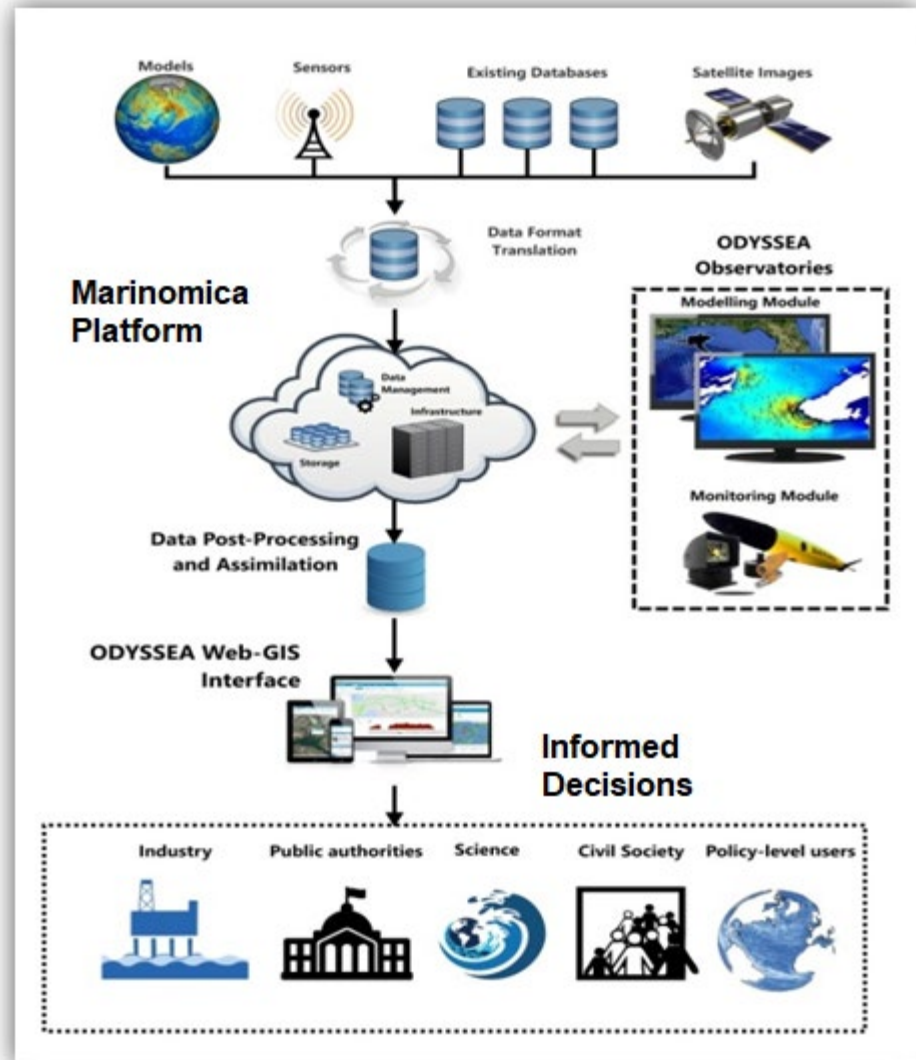 Models
Sensors
Existing Databases
Satellite Images
Data Format
Translation
ODYSSEA
Observatories
Marinomica
Platform
Modelling Module
Data
Management
Infrastructure
Storage
Monitoring Module
Data Post-Processing
and Assimilation
ODYSSEA Web-GIS
Interface
Informed
Decisions
Industry
Public authorities
Science
Civil Society
Policy-level users